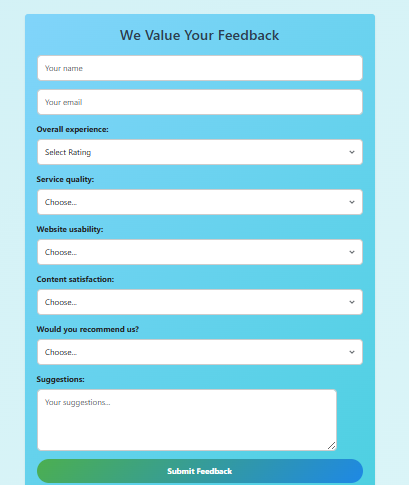 We Value Your Feedback
Your name
Your email
Overall experience:
Select Rating
Service quality:
Choose...
Website usability:
Choose...
Content satisfaction:
Choose...
Would you recommend us?
Choose...
Suggestions:
Your suggestions...
Submit Feedback